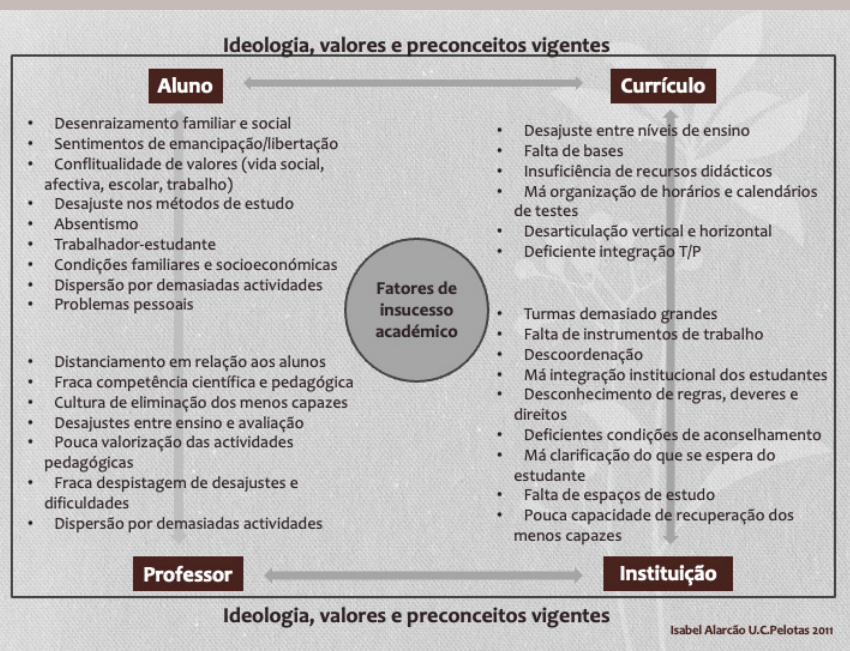 Ideologia, valores e preconceitos vigentes
Aluno
• Desenraizamento familiar e social
• Sentimentos de emancipação/libertação
• Conflitualidade de valores (vida social,
afectiva, escolar, trabalho)
• Desajuste nos métodos de estudo
• Absentismo
• Trabalhador-estudante
• Condições familiares e socioeconómicas
• Dispersão por demasiadas actividades
• Problemas pessoais
Currículo
• Desajuste entre níveis de ensino
• Falta de bases
• Insuficiência de recursos didácticos
• Má organização de horários e calendários
de testes
• Desarticulação vertical e horizontal
• Deficiente integração T/P
Fatores de
insucesso
académico
• Distanciamento em relação aos alunos
• Fraca competência científica e pedagógica
• Cultura de eliminação dos menos capazes
• Desajustes entre ensino e avaliação
• Pouca valorização das actividades
pedagógicas
• Fraca despistagem de desajustes e
dificuldades
• Dispersão por demasiadas actividades
Professor
• Turmas demasiado grandes
• Falta de instrumentos de trabalho
• Descoordenação
• Má integração institucional dos estudantes
• Desconhecimento de regras, deveres e
direitos
• Deficientes condições de aconselhamento
• Má clarificação do que se espera do
estudante
• Falta de espaços de estudo
• Pouca capacidade de recuperação dos
menos capazes
Instituição
Ideologia, valores e preconceitos vigentes
Isabel Alarcão U.C.Pelotas 2011